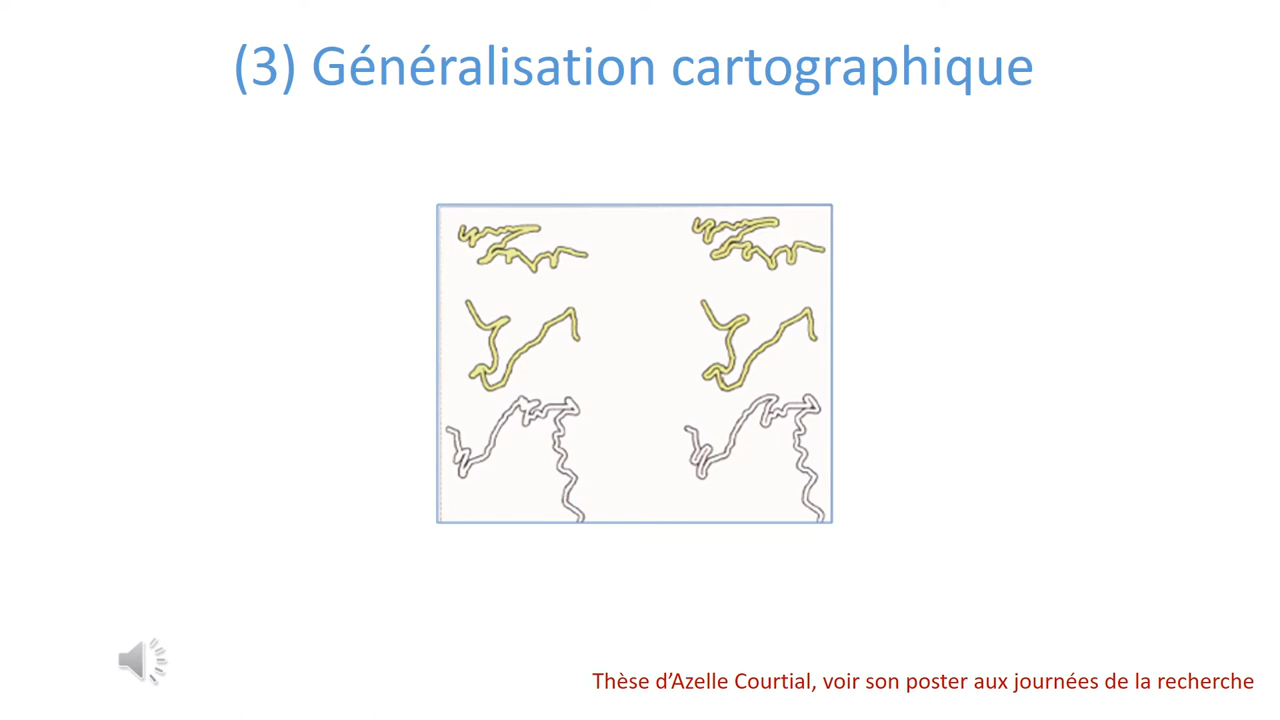 (3) Généralisation cartographique
Thèse d’Azelle Courtial, voir son poster aux journées de la recherche